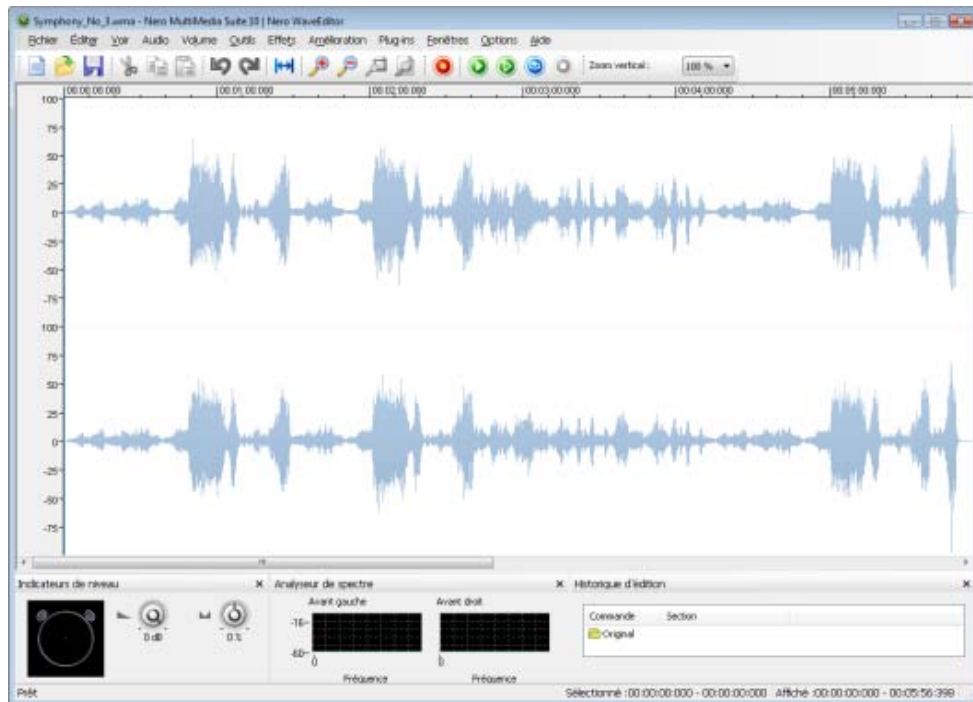 Symphony_No_3.wma - Nero MultiMedia Suite 10 | Nero WaveEditor
Fichier Éditer Voir Audio Volume Outils Effets Amélioration Plug-ins Fenêtres Options Aide
Zoom vertical : 100 %
00:00:00:000 00:01:00:000 00:02:00:000 00:03:00:000 00:04:00:000 00:05:00:000
100
75
50
25
0
-25
-50
-75
100
75
50
25
0
-25
-50
-75
Indicateurs de niveau
0 dB 0 %
Analyseur de spectre
Avant gauche Avant droit
-16
-60
0 0
Fréquence Fréquence
Historique d'édition
Commande Section
Original
Prêt Sélectionné :00:00:00:000 - 00:00:00:000 Affiché :00:00:00:000 - 00:05:56:398